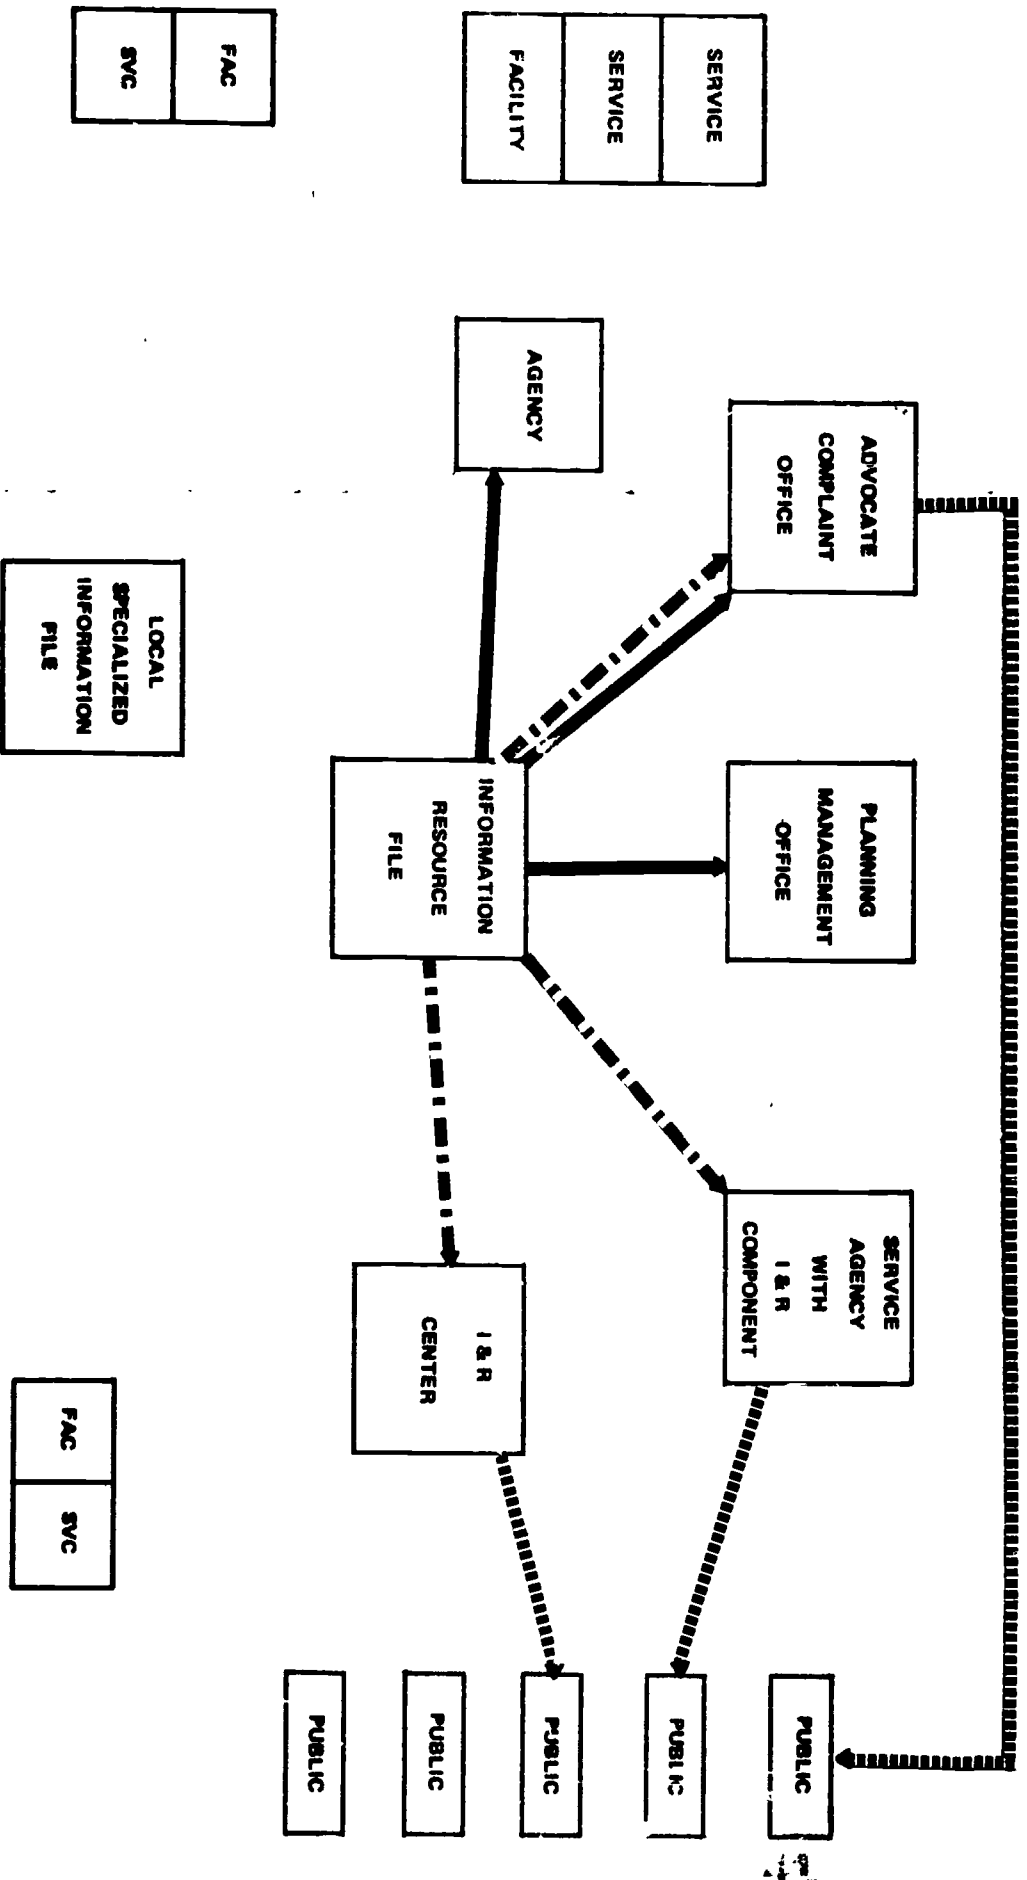 ADVOCATE
COMPLAINT
OFFICE
PLANNING
MANAGEMENT
OFFICE
SERVICE
AGENCY
WITH
I & R
COMPONENT
PUBLIC
SERVICE
SERVICE
FACILITY
PUBLIC
AGENCY
INFORMATION
RESOURCE
FILE
I & R
CENTER
PUBLIC
PUBLIC
PUBLIC
FAC
SVC
LOCAL
SPECIALIZED
INFORMATION
FILE
FAC
SVC